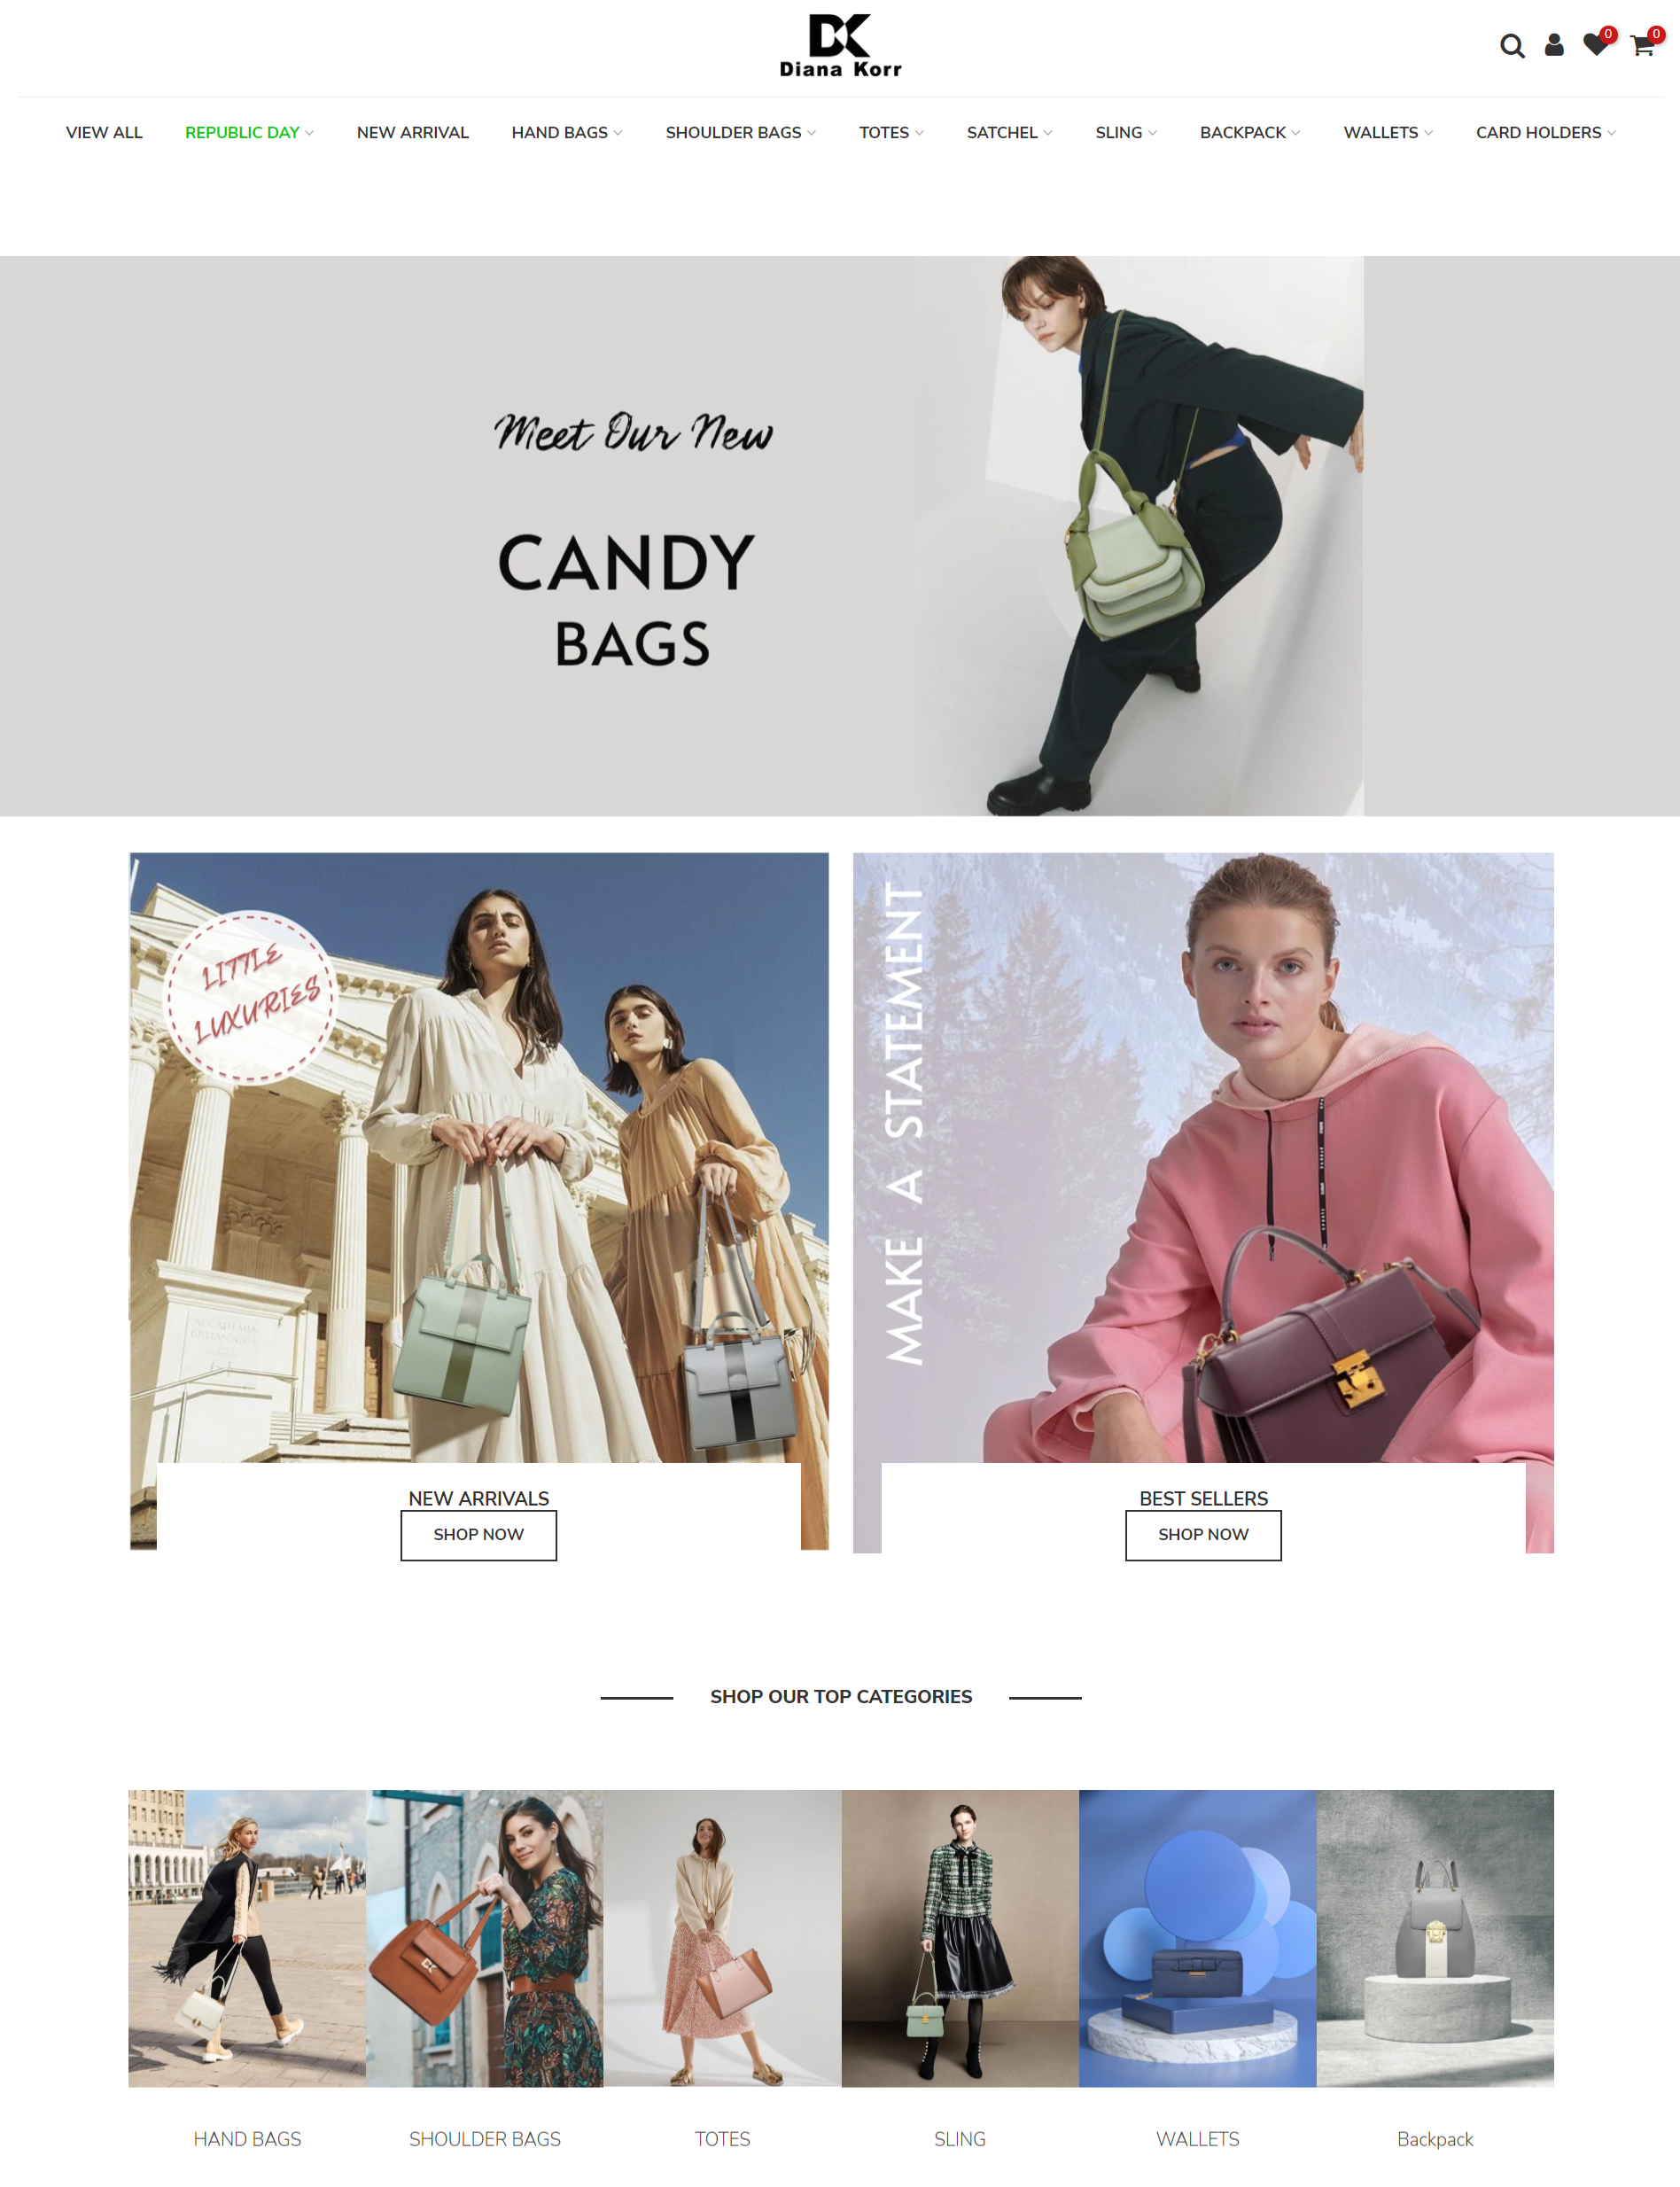 DK
Diana Korr
0
0
VIEW ALL
REPUBLIC DAY
NEW ARRIVAL
HAND BAGS
SHOULDER BAGS
TOTES
SATCHEL
SLING
BACKPACK
WALLETS
CARD HOLDERS
Meet Our New
CANDY
BAGS
LITTLE
LUXURIES
ACCADEMIA
BRITANNICA
MAKE A STATEMENT
NEW ARRIVALS
SHOP NOW
BEST SELLERS
SHOP NOW
SHOP OUR TOP CATEGORIES
HAND BAGS
SHOULDER BAGS
TOTES
SLING
WALLETS
Backpack